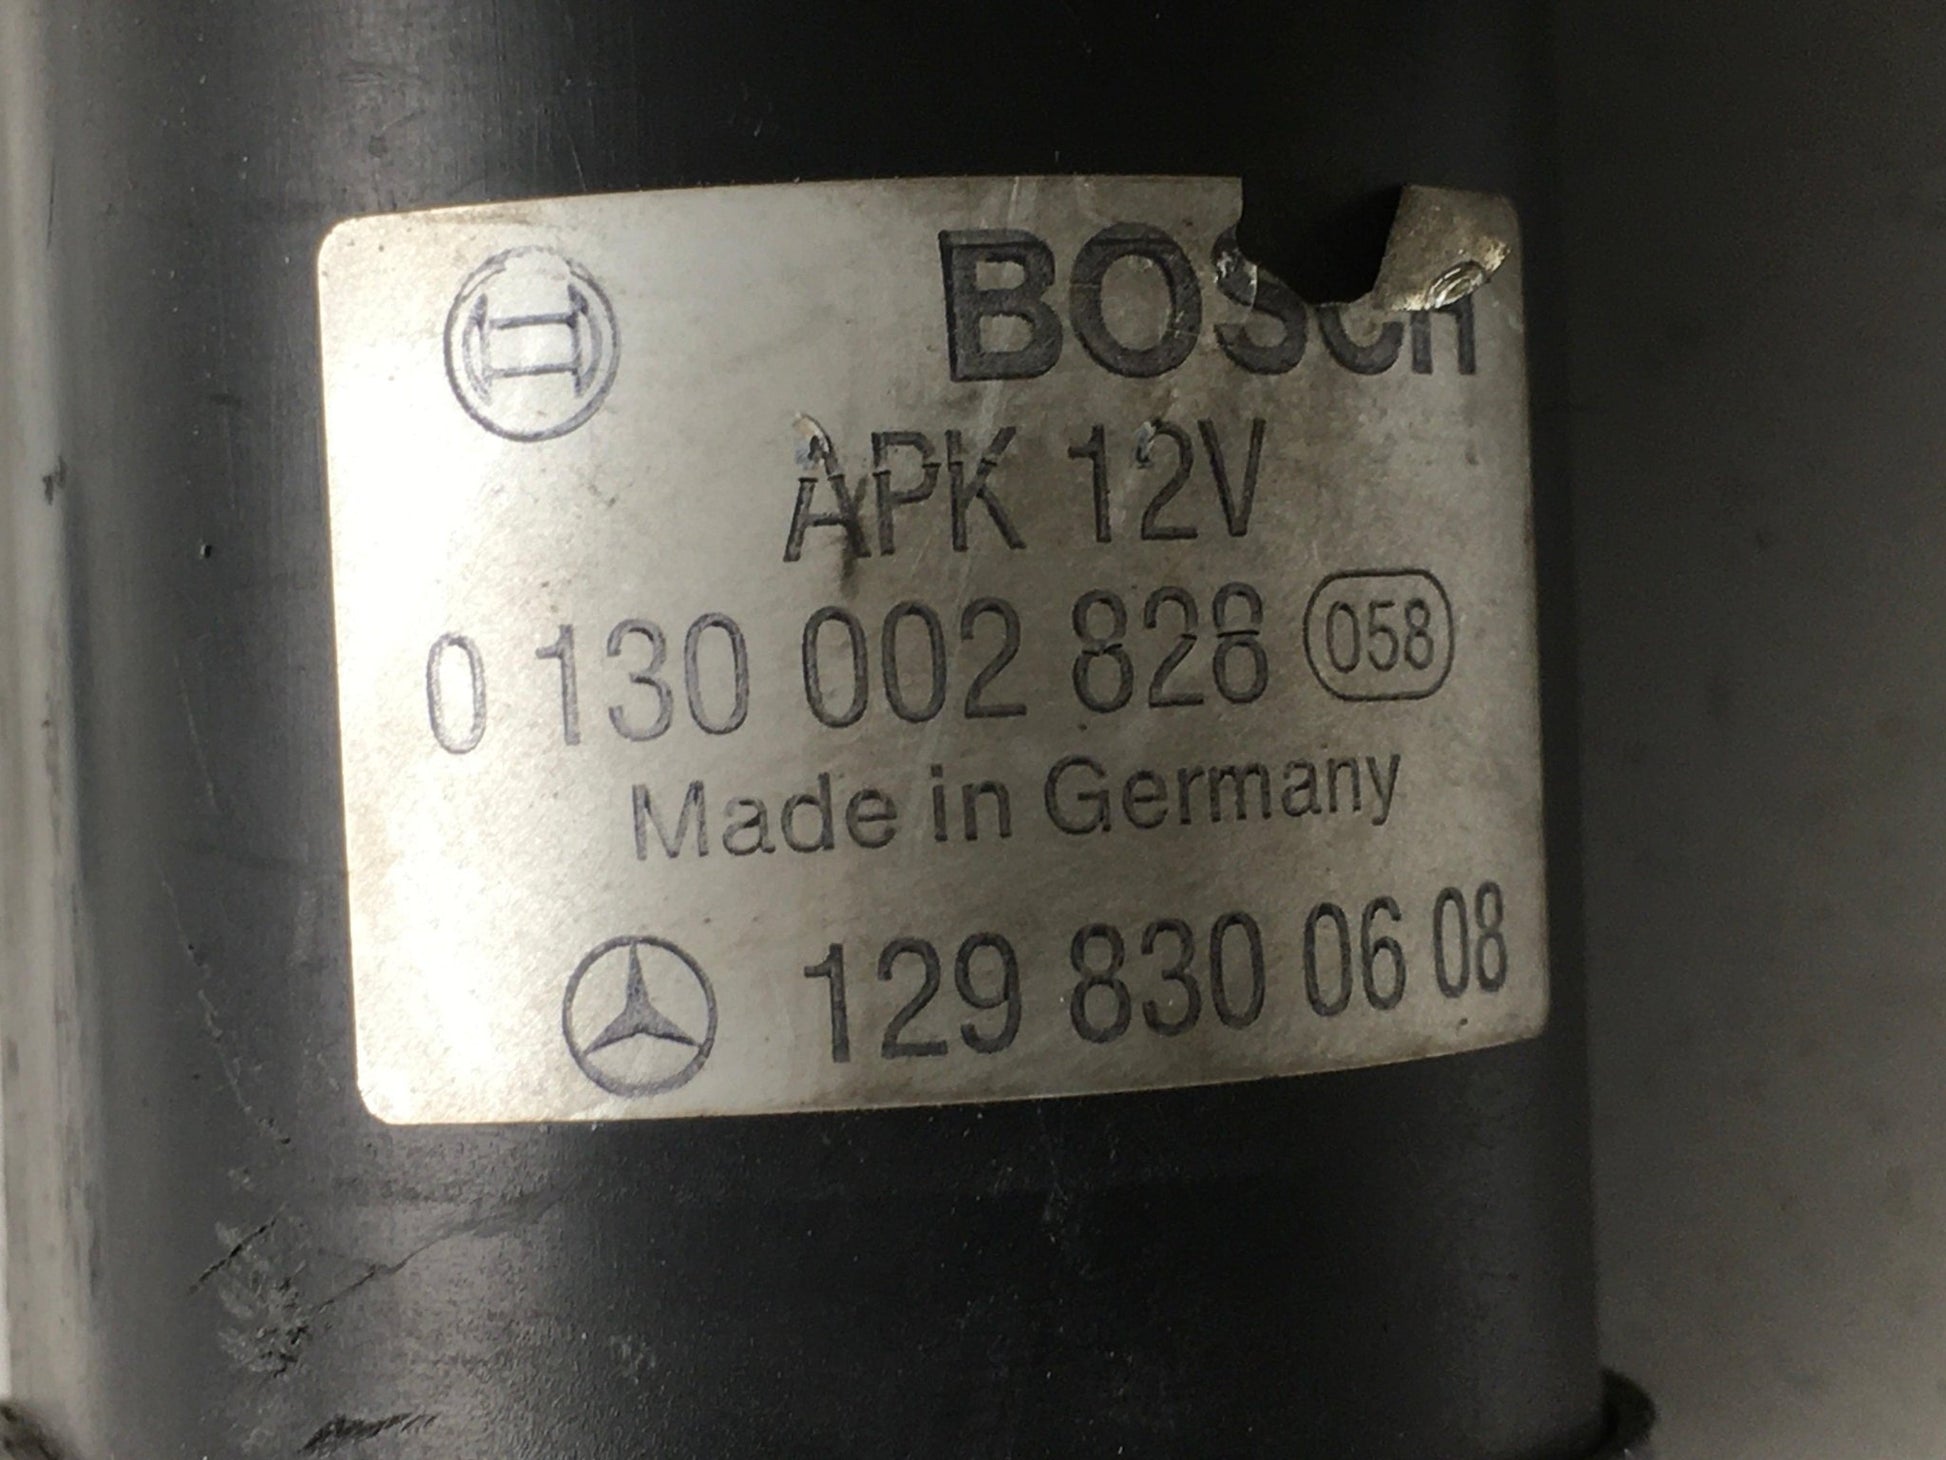 BOSCH
APK 12V
0 130 002 828 058
Made in Germany
129 830 06 08